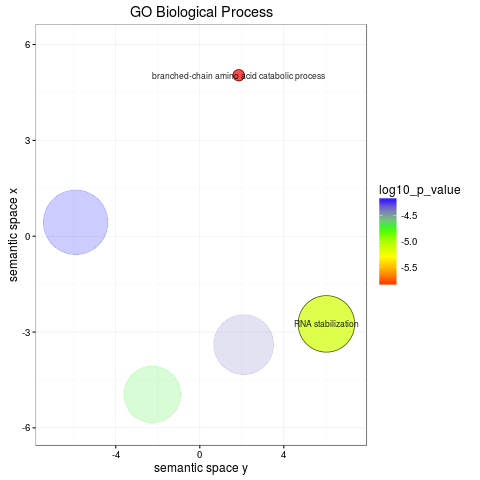 GO Biological Process
6
3
0
-3
-6
semantic space x
branched-chain amino acid catabolic process
RNA stabilization
-4
0
4
semantic space y
log10_p_value
-4.5
-5.0
-5.5